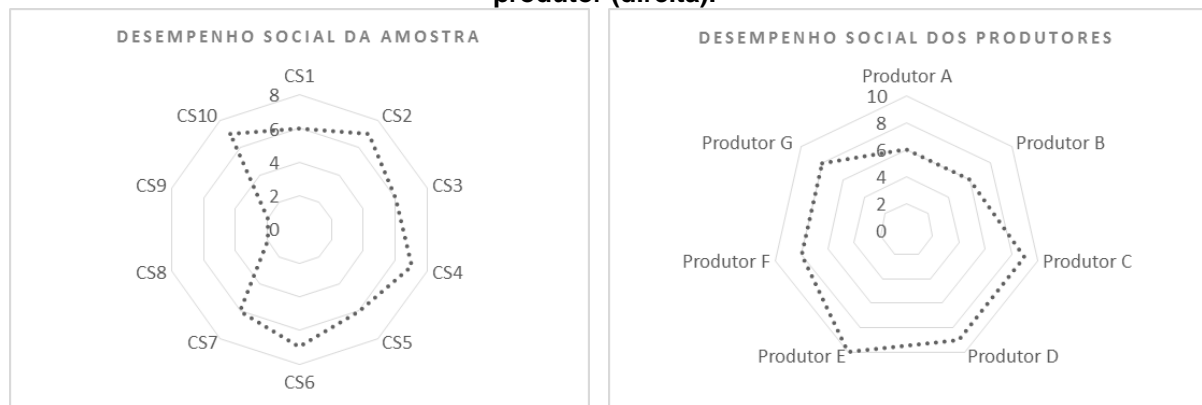 produtor (direita).
DESEMPENHO SOCIAL DA AMOSTRA
CS1
CS2
CS3
CS4
CS5
CS6
CS7
CS8
CS9
CS10
8
6
4
2
0
DESEMPENHO SOCIAL DOS PRODUTORES
Produtor A
Produtor B
Produtor C
Produtor D
Produtor E
Produtor F
Produtor G
10
8
6
4
2
0